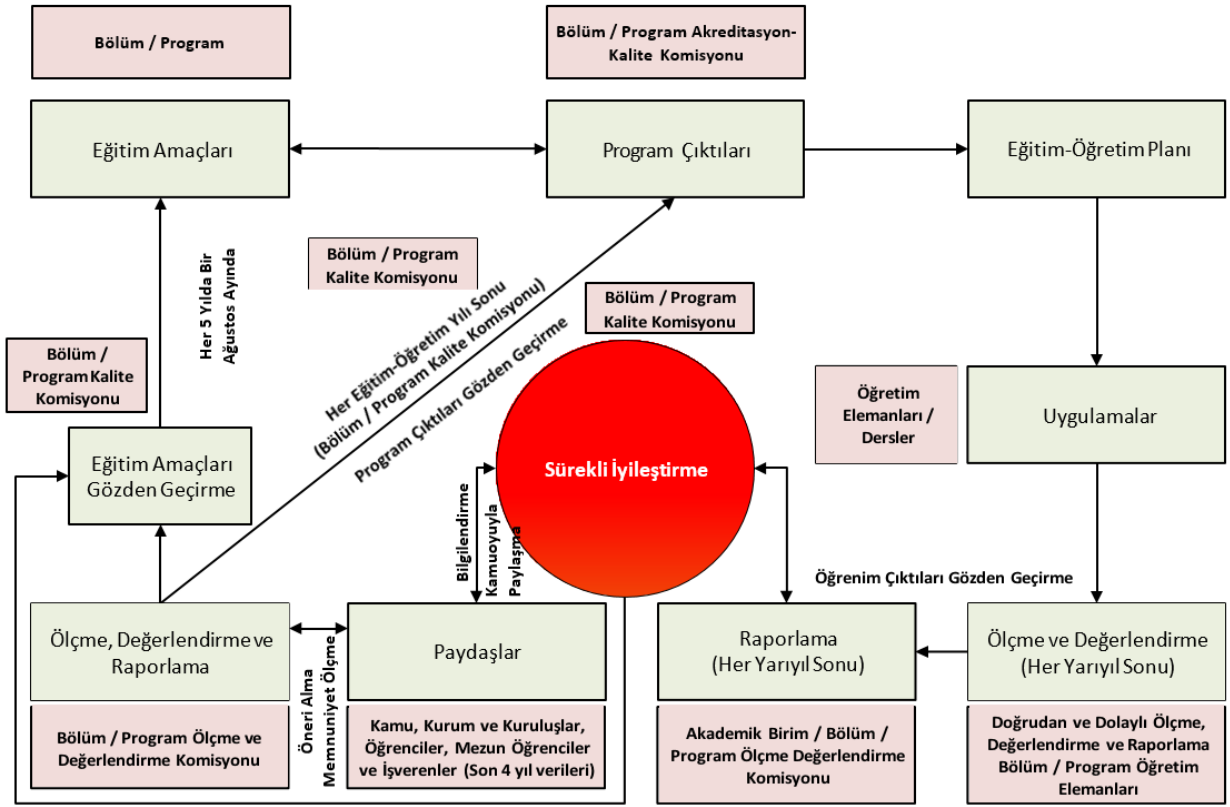 Bölüm / Program
Bölüm / Program Akreditasyon-
Kalite Komisyonu
Eğitim Amaçları
Program Çıktıları
Eğitim-Öğretim Planı
Her 5 Yılda Bir
Ağustos Ayında
Bölüm / Program
Kalite Komisyonu
Her Eğitim-Öğretim Yılı Sonu
(Bölüm / Program Kalite Komisyonu)
Program Çıktıları Gözden Geçirme
Bölüm / Program
Kalite Komisyonu
Bölüm /
Program Kalite
Komisyonu
Öğretim
Elemanları /
Dersler
Uygulamalar
Eğitim Amaçları
Gözden Geçirme
Sürekli İyileştirme
Bilgilendirme
Kamuoyuyla
Paylaşma
Öğrenim Çıktıları Gözden Geçirme
Ölçme, Değerlendirme ve
Raporlama
Öneri Alma
Memnuniyet Ölçme
Paydaşlar
Raporlama
(Her Yarıyıl Sonu)
Ölçme ve Değerlendirme
(Her Yarıyıl Sonu)
Bölüm / Program Ölçme ve
Değerlendirme Komisyonu
Kamu, Kurum ve Kuruluşlar,
Öğrenciler, Mezun Öğrenciler
ve İşverenler (Son 4 yıl verileri)
Akademik Birim / Bölüm /
Program Ölçme Değerlendirme
Komisyonu
Doğrudan ve Dolaylı Ölçme,
Değerlendirme ve Raporlama
Bölüm / Program Öğretim
Elemanları